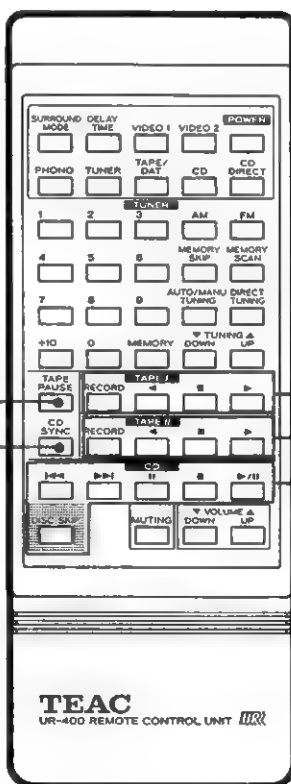 SURROUND MODE DELAY TIME VIDEO 1 VIDEO 2 POWER
PHONO TUNER TAPE/DAT CD CD DIRECT
TUNER
1 2 3 AM FM
4 5 6 MEMORY SKIP MEMORY SCAN
7 8 9 AUTO/MANU TUNING DIRECT TUNING
+10 0 MEMORY ▼ TUNING ▲ DOWN UP
TAPE I
TAPE PAUSE RECORD ◀ ■ ▶
TAPE II
CD SYNC RECORD ◀ ■ ▶
CD
|◀◀ ▶▶| II ■ ▶/II
DISC SKIP MUTING ▼ VOLUME ▲ DOWN UP
TEAC
UR-400 REMOTE CONTROL UNIT UR